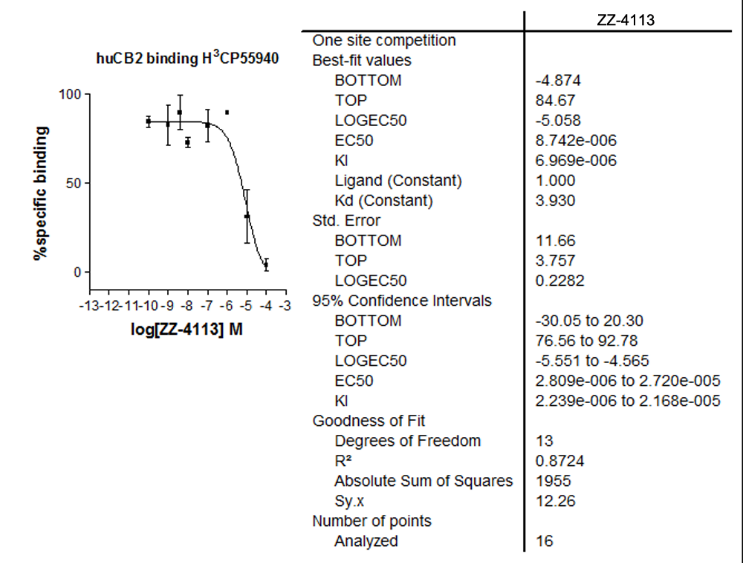 huCB2 binding H³CP55940
100
50
0
%specific binding
-13-12-11-10 -9 -8 -7 -6 -5 -4 -3
log[ZZ-4113] M
ZZ-4113
One site competition
Best-fit values
BOTTOM -4.874
TOP 84.67
LOGEC50 -5.058
EC50 8.742e-006
KI 6.969e-006
Ligand (Constant) 1.000
Kd (Constant) 3.930
Std. Error
BOTTOM 11.66
TOP 3.757
LOGEC50 0.2282
95% Confidence Intervals
BOTTOM -30.05 to 20.30
TOP 76.56 to 92.78
LOGEC50 -5.551 to -4.565
EC50 2.809e-006 to 2.720e-005
KI 2.239e-006 to 2.168e-005
Goodness of Fit
Degrees of Freedom 13
R² 0.8724
Absolute Sum of Squares 1955
Sy.x 12.26
Number of points
Analyzed 16